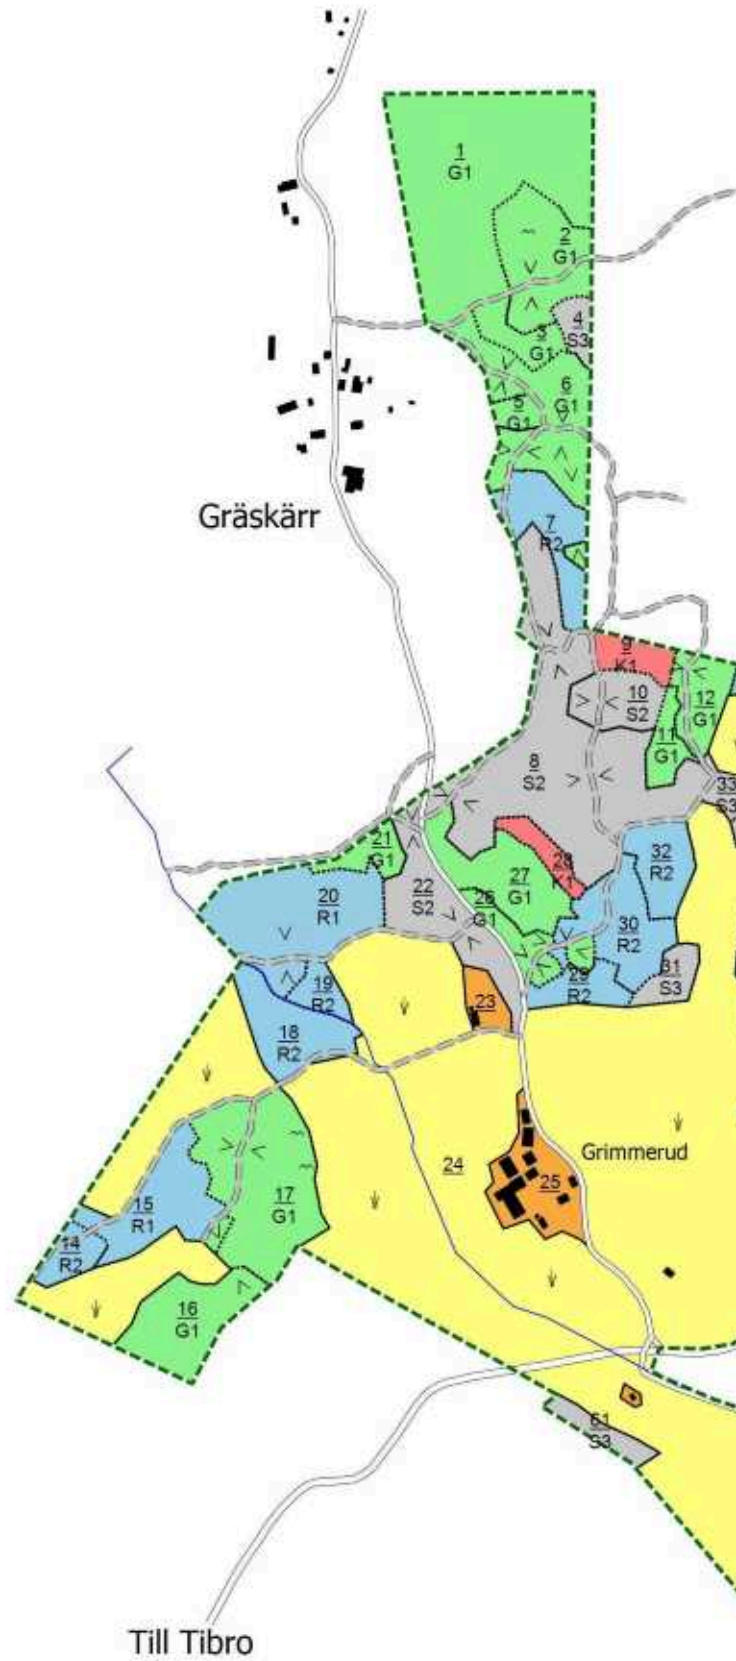 1
G1
2
G1
3
G1
4
S3
5
G1
6
G1
Gräskärr
7
R2
9
K1
10
S2
12
G1
11
G1
8
S2
33
S3
21
G1
28
K1
32
R2
22
S2
27
G1
26
G1
20
R1
30
R2
31
S3
29
R2
19
R2
23
18
R2
24
Grimmerud
25
17
G1
15
R1
14
R2
16
G1
61
S3
Till Tibro